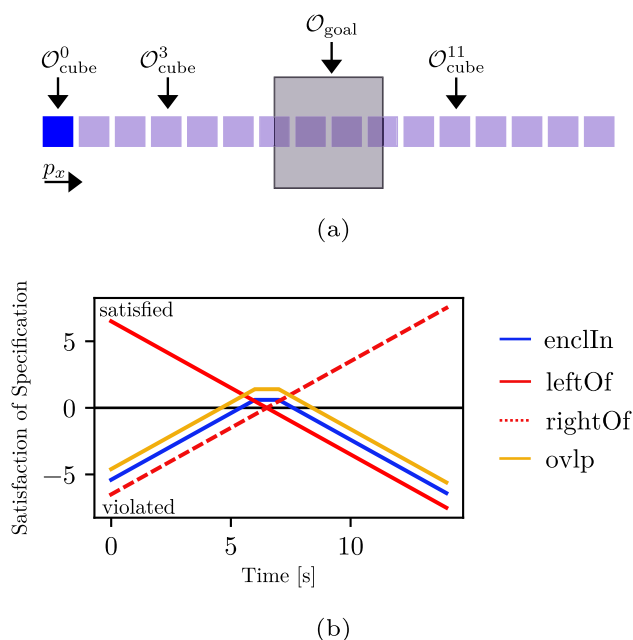 𝒪⁰cube 𝒪³cube 𝒪goal 𝒪¹¹cube
pₓ
(a)
Satisfaction of Specification
satisfied
5
0
−5
violated
0 5 10
Time [s]
enclIn
leftOf
rightOf
ovlp
(b)